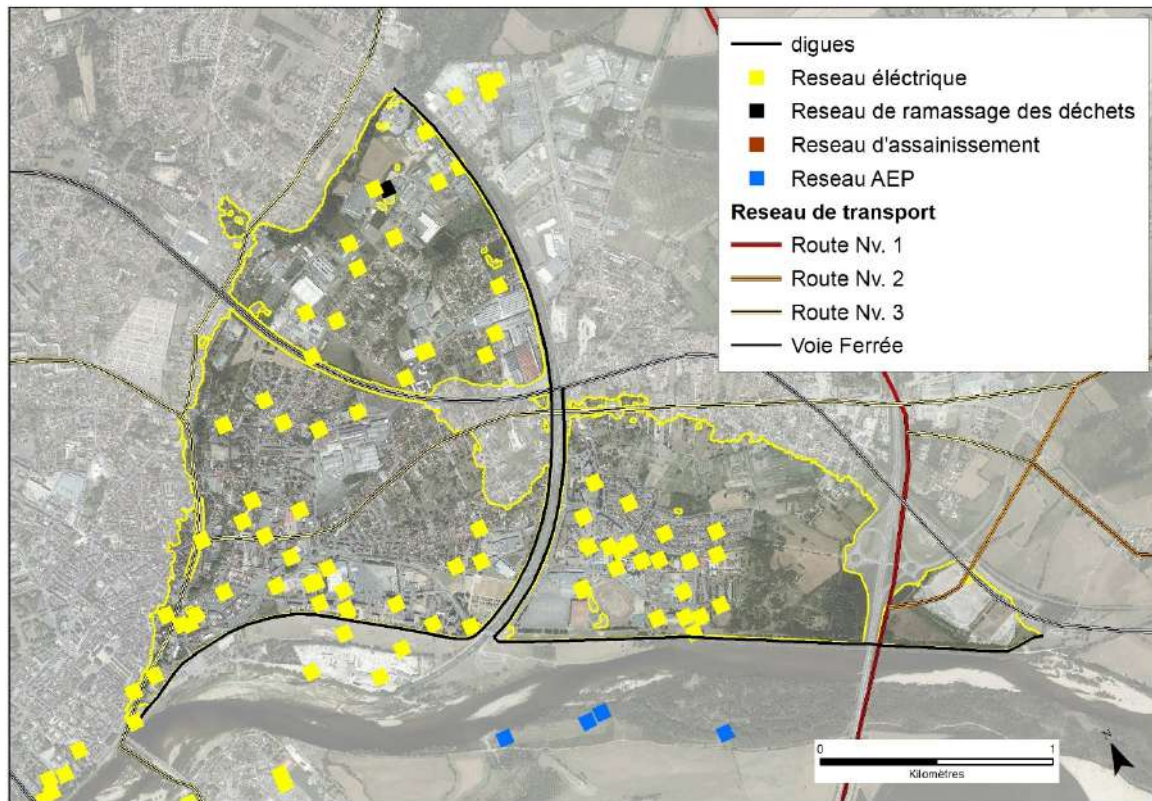 digues
Reseau éléctrique
Reseau de ramassage des déchets
Reseau d'assainissement
Reseau AEP
Reseau de transport
Route Nv. 1
Route Nv. 2
Route Nv. 3
Voie Ferrée
0 1
Kilomètres
N